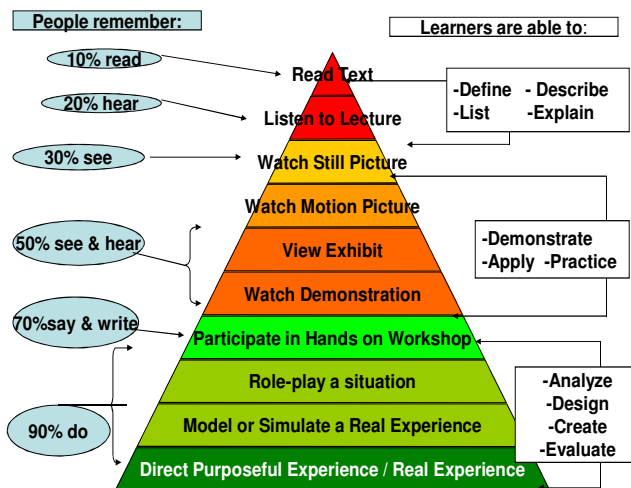 People remember:
10% read
20% hear
30% see
50% see & hear
70%say & write
90% do
Read Text
Listen to Lecture
Watch Still Picture
Watch Motion Picture
View Exhibit
Watch Demonstration
Participate in Hands on Workshop
Role-play a situation
Model or Simulate a Real Experience
Direct Purposeful Experience / Real Experience
Learners are able to:
-Define - Describe
-List -Explain
-Demonstrate
-Apply -Practice
-Analyze
-Design
-Create
-Evaluate